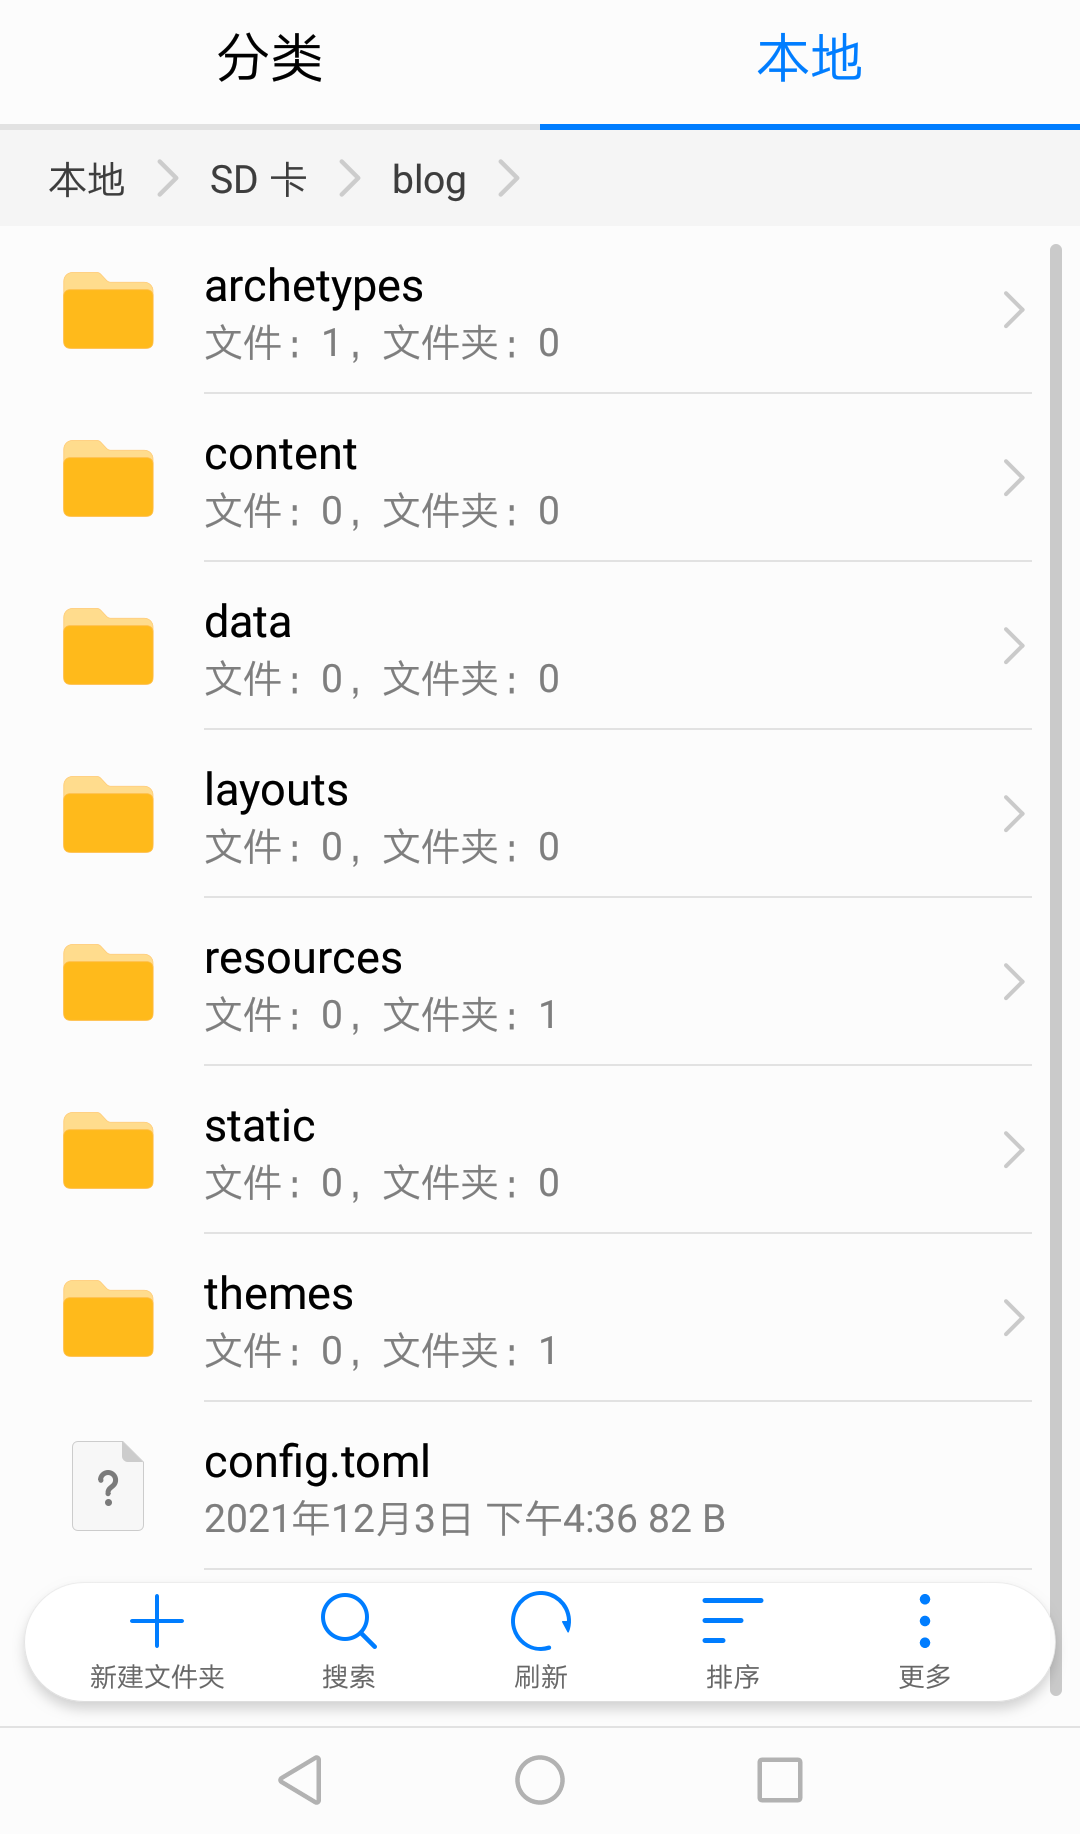 分类
本地
本地 SD 卡 blog
archetypes
文件：1，文件夹：0
content
文件：0，文件夹：0
data
文件：0，文件夹：0
layouts
文件：0，文件夹：0
resources
文件：0，文件夹：1
static
文件：0，文件夹：0
themes
文件：0，文件夹：1
?
config.toml
2021年12月3日 下午4:36 82 B
新建文件夹
搜索
刷新
排序
更多